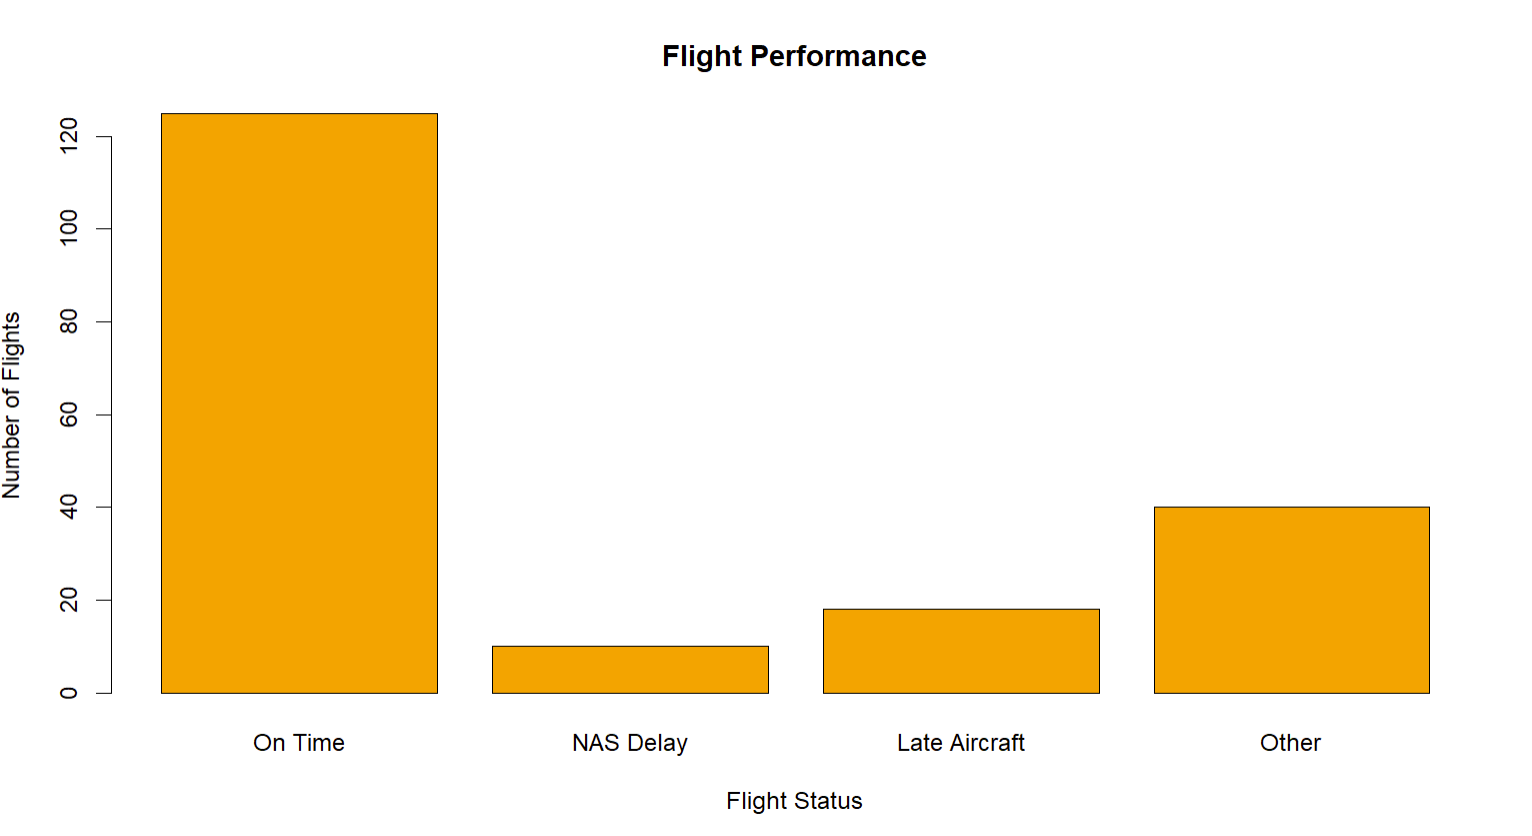 Flight Performance
Number of Flights
120
100
80
60
40
20
0
On Time
NAS Delay
Late Aircraft
Other
Flight Status